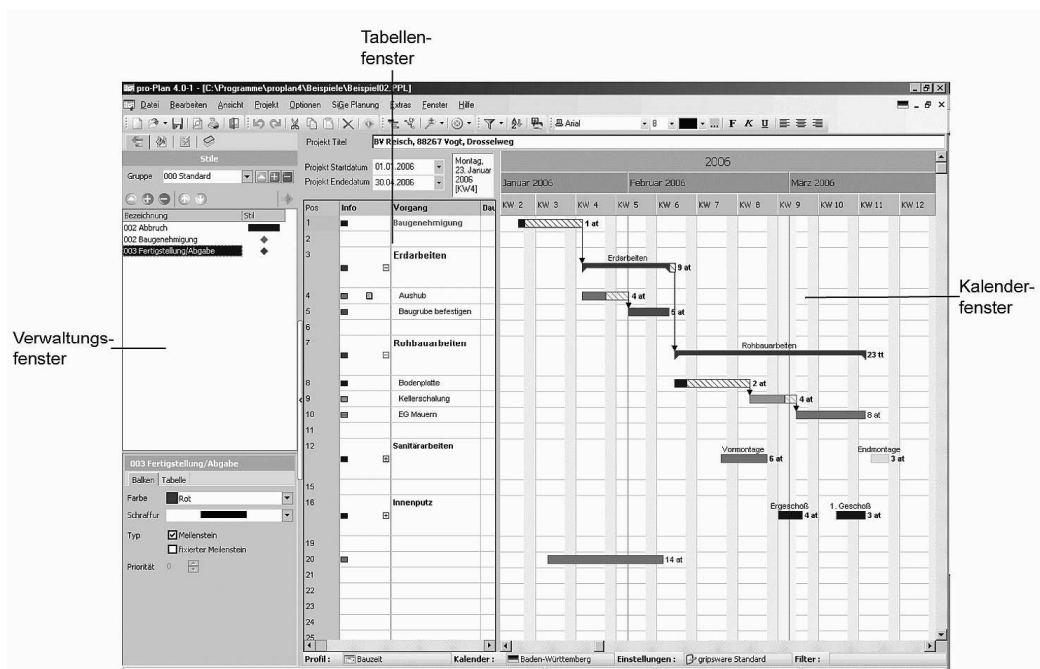 Tabellen-
fenster
pro-Plan 4.0-1 - [C:\Programme\proplan4\Beispiele\Beispiel02.PPL]
Datei Bearbeiten Ansicht Projekt Optionen SiGe Planung Extras Fenster Hilfe
Arial 8 F K U
Stile
Gruppe 000 Standard
Bezeichnung Stil
002 Abbruch
002 Baugenehmigung
003 Fertigstellung/Abgabe
Verwaltungs-
fenster
003 Fertigstellung/Abgabe
Balken Tabelle
Farbe Rot
Schraffur
Typ Meilenstein
fixierter Meilenstein
Priorität 0
Projekt Titel BV Reisch, 88267 Vogt, Drosselweg
Projekt Startdatum 01.01.2006
Projekt Endedatum 30.04.2006
Montag,
23. Januar
2006
[KW4]
Pos Info Vorgang Dau
1 Baugenehmigung
2
3 Erdarbeiten
4 Aushub
5 Baugrube befestigen
6
7 Rohbauarbeiten
8 Bodenplatte
9 Kellerschalung
10 EG Mauern
11
12 Sanitärarbeiten
15
16 Innenputz
19
20
21
22
23
24
25
2006
Januar 2006 Februar 2006 März 2006
KW 2 KW 3 KW 4 KW 5 KW 6 KW 7 KW 8 KW 9 KW 10 KW 11 KW 12
1 at
Erdarbeiten
9 at
4 at
5 at
Rohbauarbeiten
23 tt
2 at
4 at
8 at
Vormontage Endmontage
6 at 3 at
Ergeschoß 1. Geschoß
4 at 3 at
14 at
Kalender-
fenster
Profil : Bauzeit Kalender : Baden-Württemberg Einstellungen : gripsware Standard Filter :